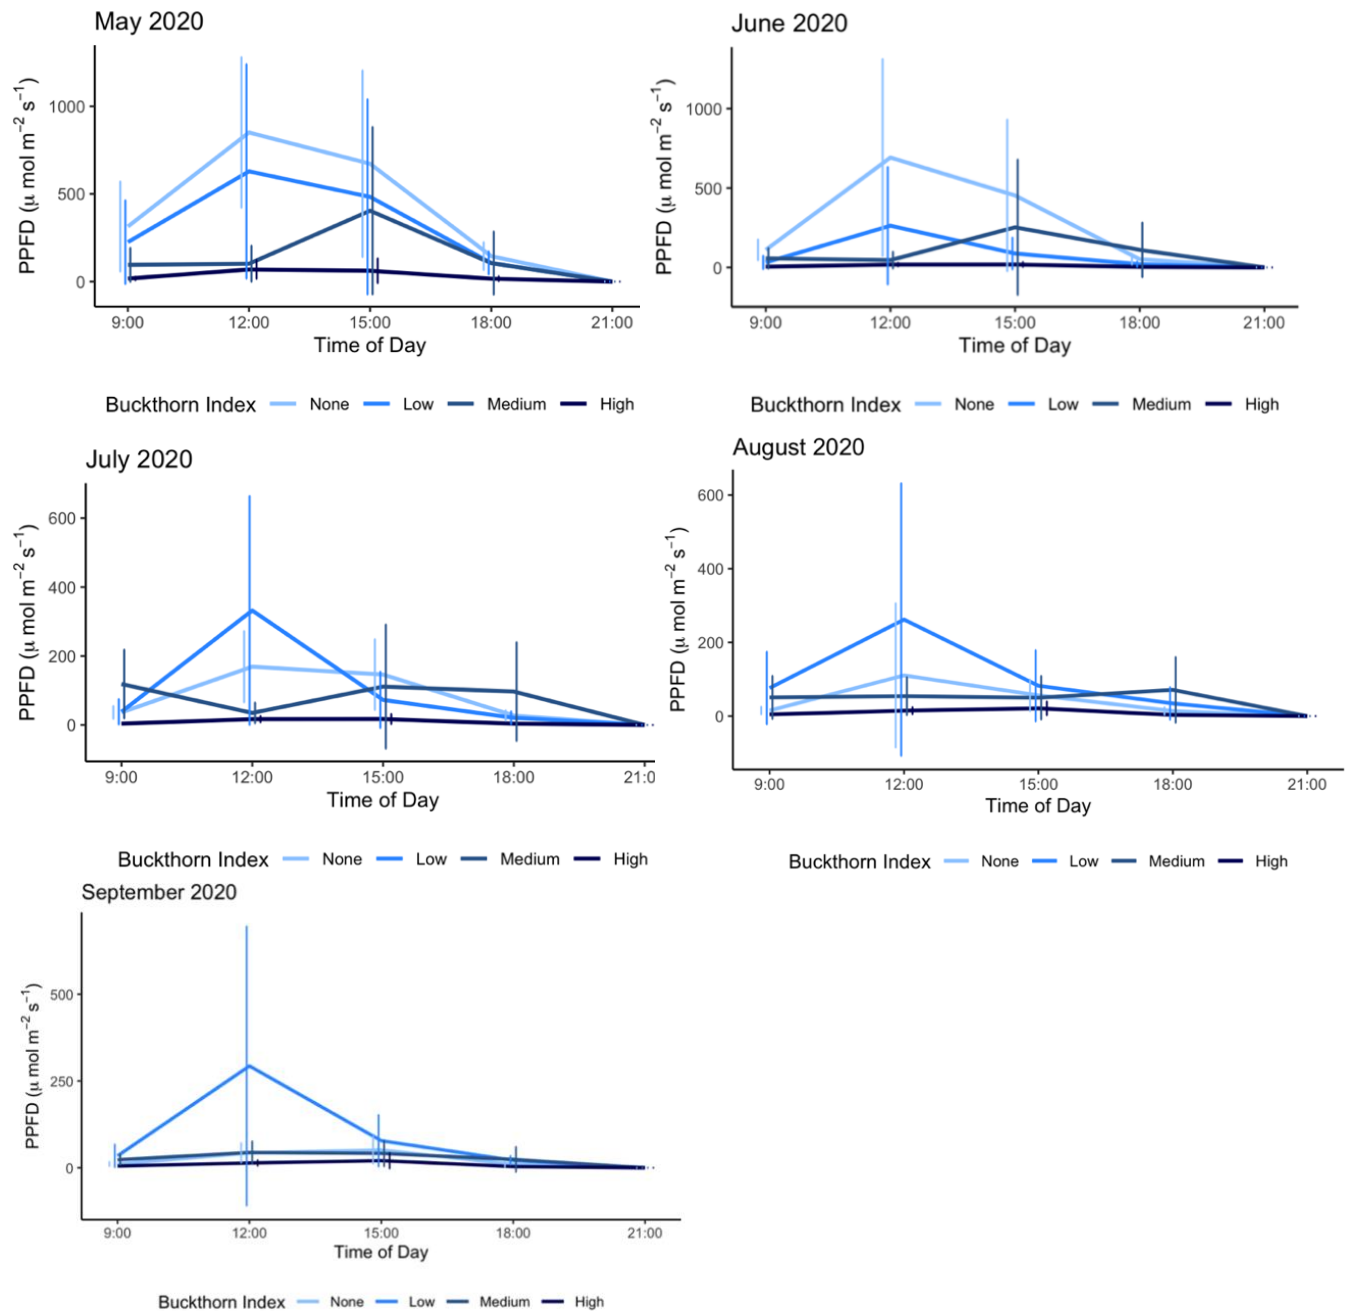 May 2020
PPFD (μ mol m−2 s−1)
1000
500
0
9:00 12:00 15:00 18:00 21:00
Time of Day
Buckthorn Index None Low Medium High
June 2020
PPFD (μ mol m−2 s−1)
1000
500
0
9:00 12:00 15:00 18:00 21:00
Time of Day
Buckthorn Index None Low Medium High
July 2020
PPFD (μ mol m−2 s−1)
600
400
200
0
9:00 12:00 15:00 18:00 21:0
Time of Day
Buckthorn Index None Low Medium High
August 2020
PPFD (μ mol m−2 s−1)
600
400
200
0
9:00 12:00 15:00 18:00 21:00
Time of Day
Buckthorn Index None Low Medium High
September 2020
PPFD (μ mol m−2 s−1)
500
250
0
9:00 12:00 15:00 18:00 21:00
Time of Day
Buckthorn Index None Low Medium High